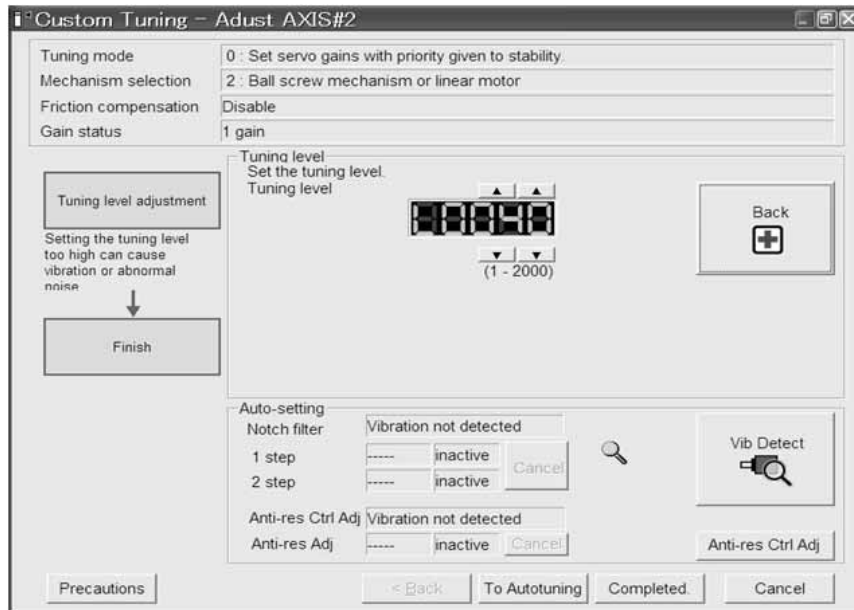 Custom Tuning - Adust AXIS#2
Tuning mode 0 : Set servo gains with priority given to stability.
Mechanism selection 2 : Ball screw mechanism or linear motor
Friction compensation Disable
Gain status 1 gain
Tuning level
Set the tuning level.
Tuning level
(1 - 2000)
Tuning level adjustment
Setting the tuning level
too high can cause
vibration or abnormal
noise
Finish
Back
Auto-setting
Notch filter Vibration not detected
1 step ----- inactive
2 step ----- inactive
Cancel
Vib Detect
Anti-res Ctrl Adj Vibration not detected
Anti-res Adj ----- inactive Cancel
Anti-res Ctrl Adj
Precautions < Back To Autotuning Completed. Cancel